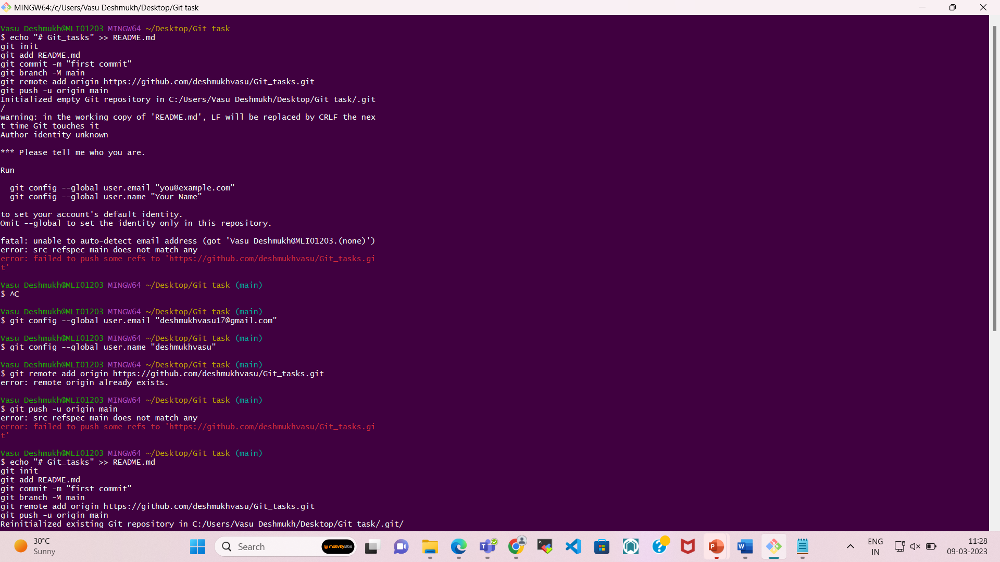 MINGW64:/c/Users/Vasu Deshmukh/Desktop/Git task
Vasu Deshmukh@MLI01203 MINGW64 ~/Desktop/Git task
$ echo "# Git_tasks" >> README.md
git init
git add README.md
git commit -m "first commit"
git branch -M main
git remote add origin https://github.com/deshmukhvasu/Git_tasks.git
git push -u origin main
Initialized empty Git repository in C:/Users/Vasu Deshmukh/Desktop/Git task/.git
/
warning: in the working copy of 'README.md', LF will be replaced by CRLF the nex
t time Git touches it
Author identity unknown
*** Please tell me who you are.
Run
git config --global user.email "you@example.com"
git config --global user.name "Your Name"
to set your account's default identity.
Omit --global to set the identity only in this repository.
fatal: unable to auto-detect email address (got 'Vasu Deshmukh@MLI01203.(none)')
error: src refspec main does not match any
error: failed to push some refs to 'https://github.com/deshmukhvasu/Git_tasks.gi
t'
Vasu Deshmukh@MLI01203 MINGW64 ~/Desktop/Git task (main)
$ ^C
Vasu Deshmukh@MLI01203 MINGW64 ~/Desktop/Git task (main)
$ git config --global user.email "deshmukhvasu17@gmail.com"
Vasu Deshmukh@MLI01203 MINGW64 ~/Desktop/Git task (main)
$ git config --global user.name "deshmukhvasu"
Vasu Deshmukh@MLI01203 MINGW64 ~/Desktop/Git task (main)
$ git remote add origin https://github.com/deshmukhvasu/Git_tasks.git
error: remote origin already exists.
Vasu Deshmukh@MLI01203 MINGW64 ~/Desktop/Git task (main)
$ git push -u origin main
error: src refspec main does not match any
error: failed to push some refs to 'https://github.com/deshmukhvasu/Git_tasks.gi
t'
Vasu Deshmukh@MLI01203 MINGW64 ~/Desktop/Git task (main)
$ echo "# Git_tasks" >> README.md
git init
git add README.md
git commit -m "first commit"
git branch -M main
git remote add origin https://github.com/deshmukhvasu/Git_tasks.git
git push -u origin main
Reinitialized existing Git repository in C:/Users/Vasu Deshmukh/Desktop/Git task/.git/
30°C
Sunny
Search
motivitylabs
ENG
IN
11:28
09-03-2023